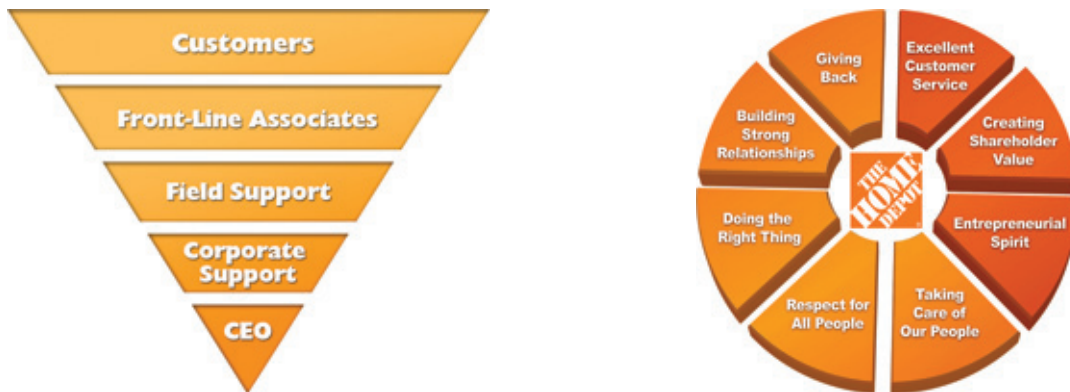 Customers
Front-Line Associates
Field Support
Corporate
Support
CEO
Giving
Back
Excellent
Customer
Service
Creating
Shareholder
Value
Entrepreneurial
Spirit
Taking
Care of
Our People
Respect for
All People
Doing the
Right Thing
Building
Strong
Relationships
THE
HOME
DEPOT